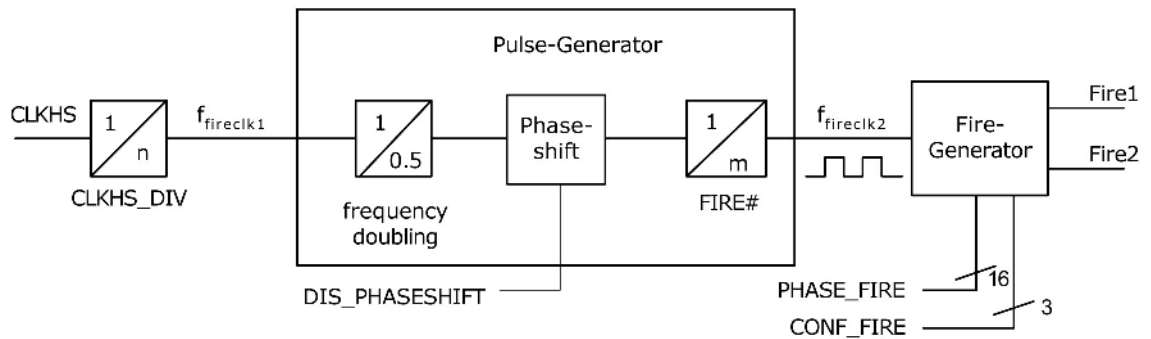 Pulse-Generator
CLKHS
1
n
CLKHS_DIV
f fireclk1
1
0.5
frequency
doubling
Phase-
shift
DIS_PHASESHIFT
1
m
FIRE#
f fireclk2
Fire-
Generator
Fire1
Fire2
PHASE_FIRE
16
CONF_FIRE
3